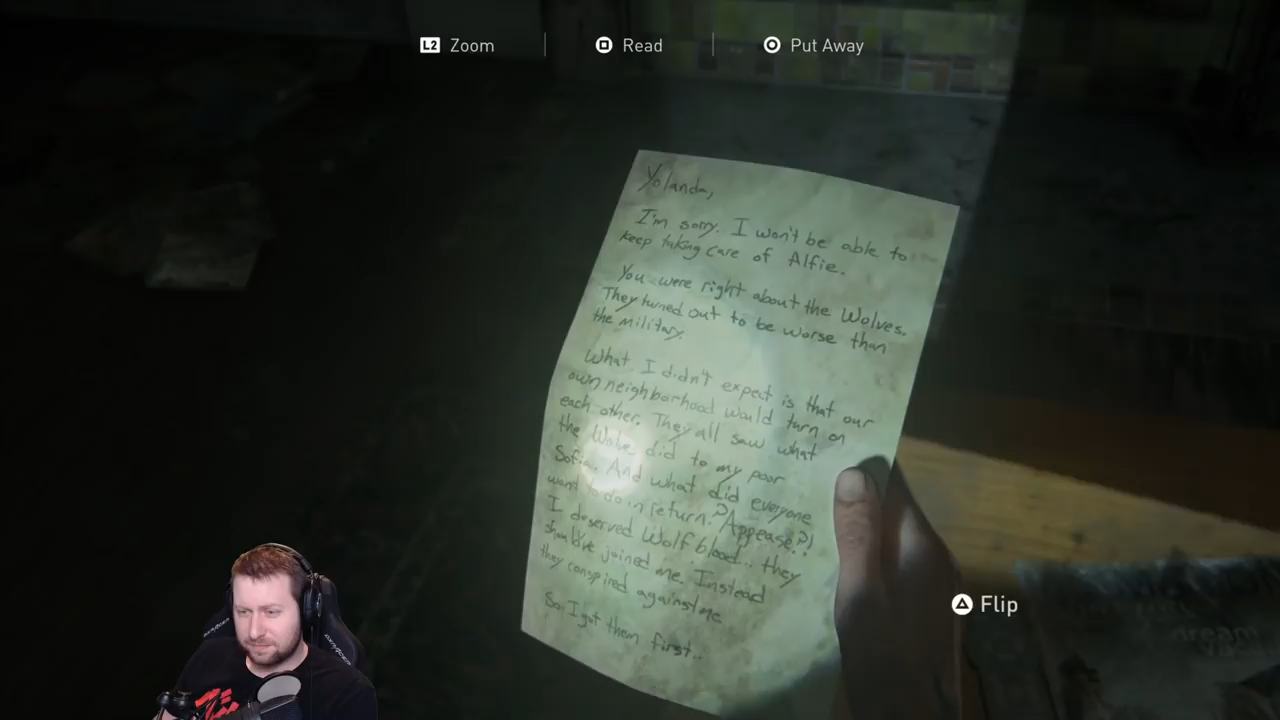 L2 Zoom
Read
Put Away
Yolanda,
I'm sorry. I won't be able to
keep taking care of Alfie.
You were right about the Wolves.
They turned out to be worse than
the military.
What I didn't expect is that our
own neighborhood would turn on
each other. They all saw what
the Wolve did to my poor
Sofia. And what did everyone
want to do in return? Appease?!
I deserved Wolf blood... they
should've joined me. Instead
they conspired against me
So I got them first..
Flip
dream